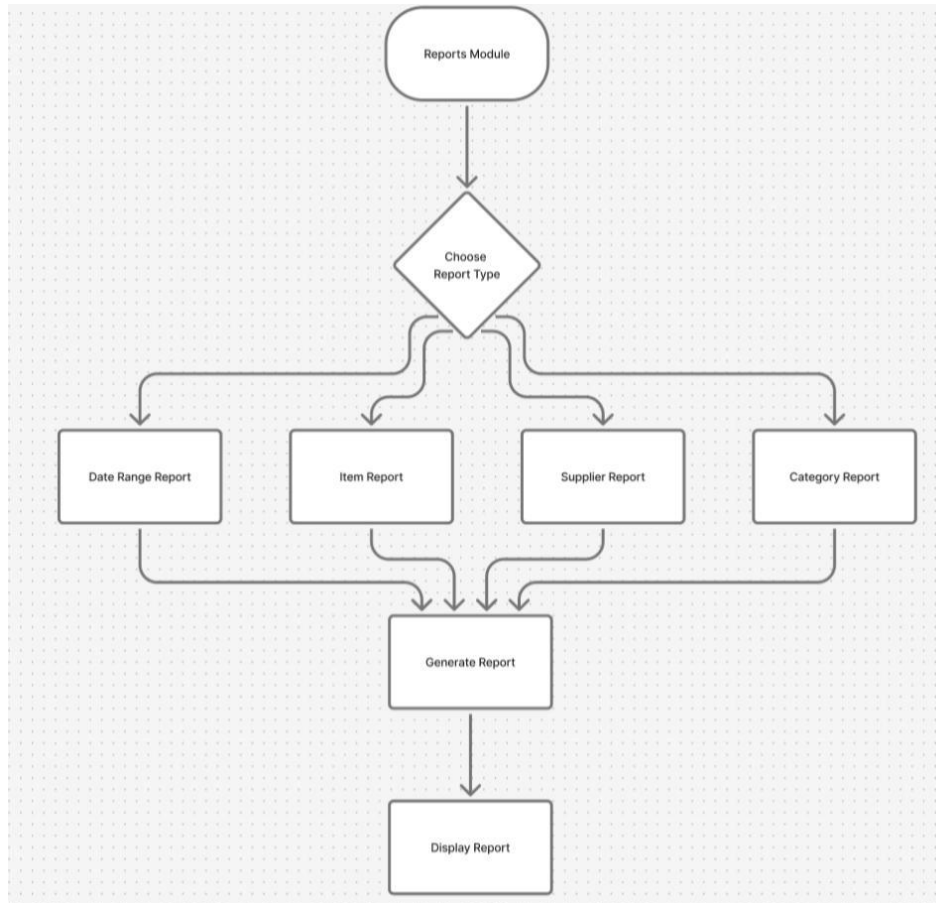 Reports Module
Choose
Report Type
Date Range Report
Item Report
Supplier Report
Category Report
Generate Report
Display Report